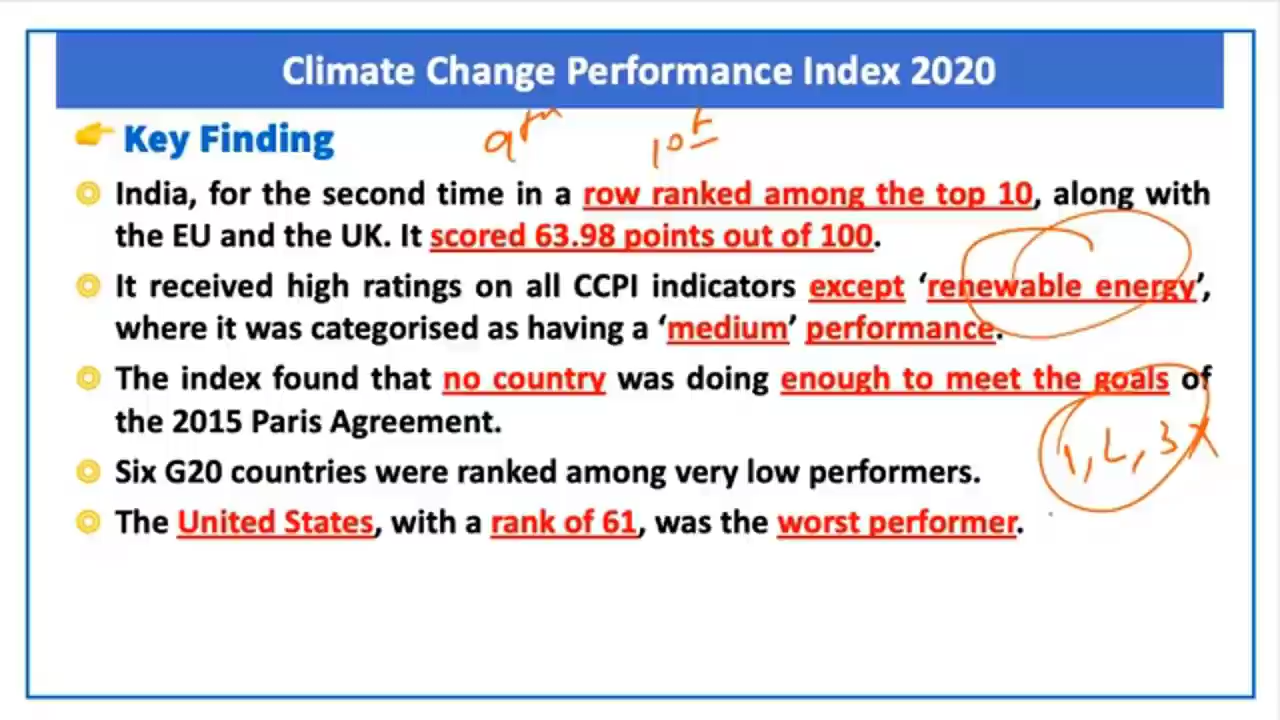 Climate Change Performance Index 2020
Key Finding
9th 10th
India, for the second time in a row ranked among the top 10, along with
the EU and the UK. It scored 63.98 points out of 100.
It received high ratings on all CCPI indicators except ‘renewable energy’,
where it was categorised as having a ‘medium’ performance.
The index found that no country was doing enough to meet the goals of
the 2015 Paris Agreement.
1, 2, 3 X
Six G20 countries were ranked among very low performers.
The United States, with a rank of 61, was the worst performer.